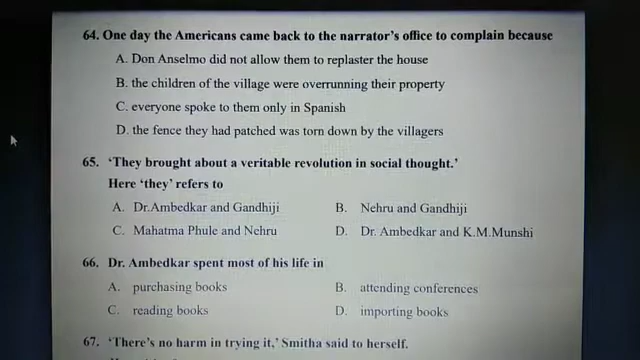 64. One day the Americans came back to the narrator's office to complain because
A. Don Anselmo did not allow them to replaster the house
B. the children of the village were overrunning their property
C. everyone spoke to them only in Spanish
D. the fence they had patched was torn down by the villagers
65. 'They brought about a veritable revolution in social thought.'
Here 'they' refers to
A. Dr.Ambedkar and Gandhiji B. Nehru and Gandhiji
C. Mahatma Phule and Nehru D. Dr. Ambedkar and K.M.Munshi
66. Dr. Ambedkar spent most of his life in
A. purchasing books B. attending conferences
C. reading books D. importing books
67. 'There's no harm in trying it,' Smitha said to herself.